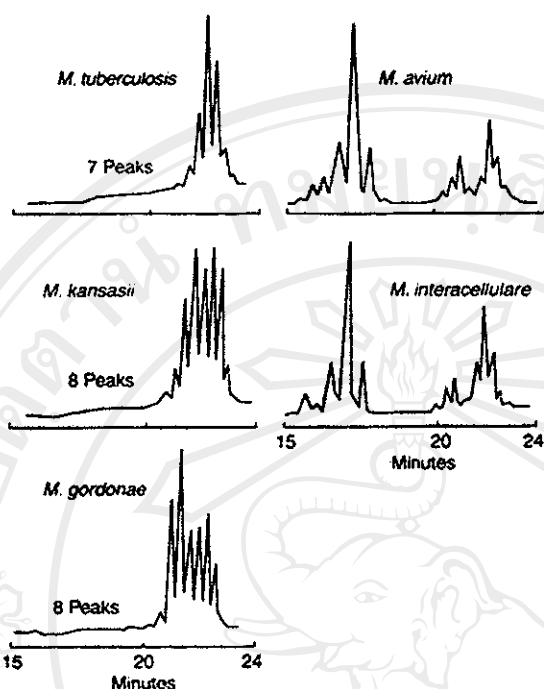 M. tuberculosis
7 Peaks
M. avium
M. kansasii
8 Peaks
M. interacellulare
15 20 24
Minutes
M. gordonae
8 Peaks
15 20 24
Minutes